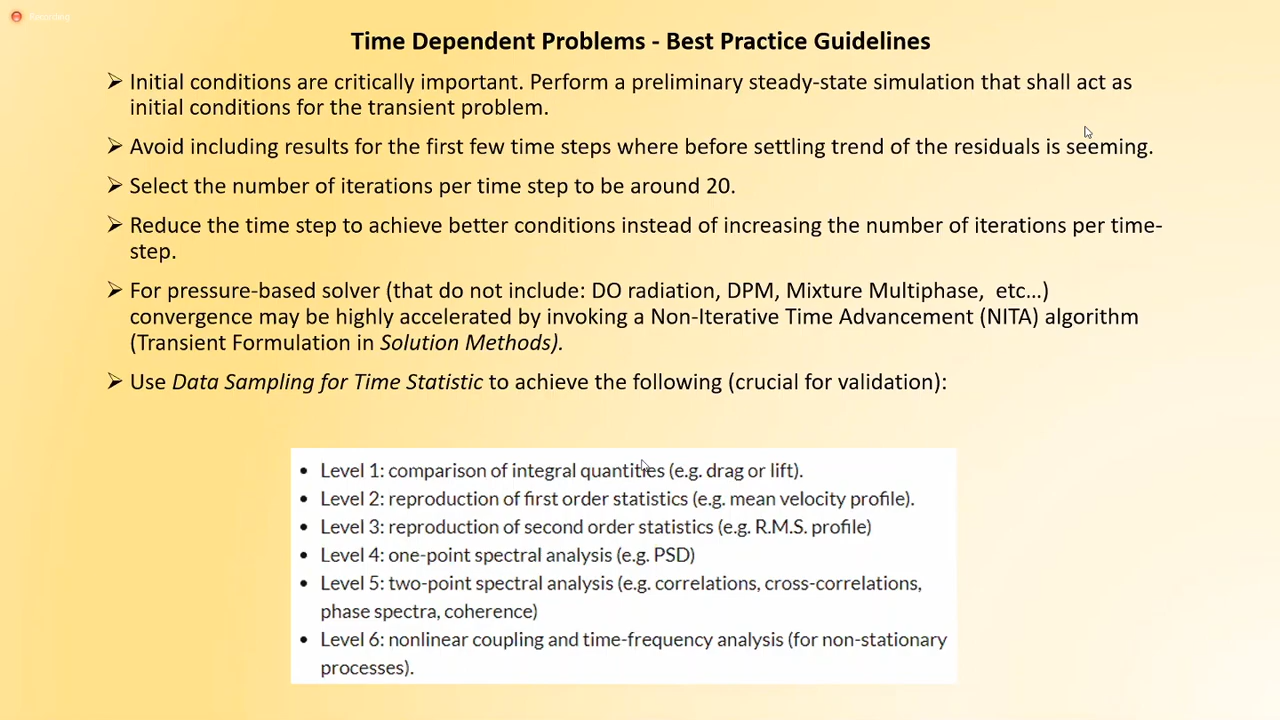 Recording
Time Dependent Problems - Best Practice Guidelines
➢ Initial conditions are critically important. Perform a preliminary steady-state simulation that shall act as
initial conditions for the transient problem.
➢ Avoid including results for the first few time steps where before settling trend of the residuals is seeming.
➢ Select the number of iterations per time step to be around 20.
➢ Reduce the time step to achieve better conditions instead of increasing the number of iterations per time-
step.
➢ For pressure-based solver (that do not include: DO radiation, DPM, Mixture Multiphase, etc…)
convergence may be highly accelerated by invoking a Non-Iterative Time Advancement (NITA) algorithm
(Transient Formulation in Solution Methods).
➢ Use Data Sampling for Time Statistic to achieve the following (crucial for validation):
• Level 1: comparison of integral quantities (e.g. drag or lift).
• Level 2: reproduction of first order statistics (e.g. mean velocity profile).
• Level 3: reproduction of second order statistics (e.g. R.M.S. profile)
• Level 4: one-point spectral analysis (e.g. PSD)
• Level 5: two-point spectral analysis (e.g. correlations, cross-correlations,
phase spectra, coherence)
• Level 6: nonlinear coupling and time-frequency analysis (for non-stationary
processes).